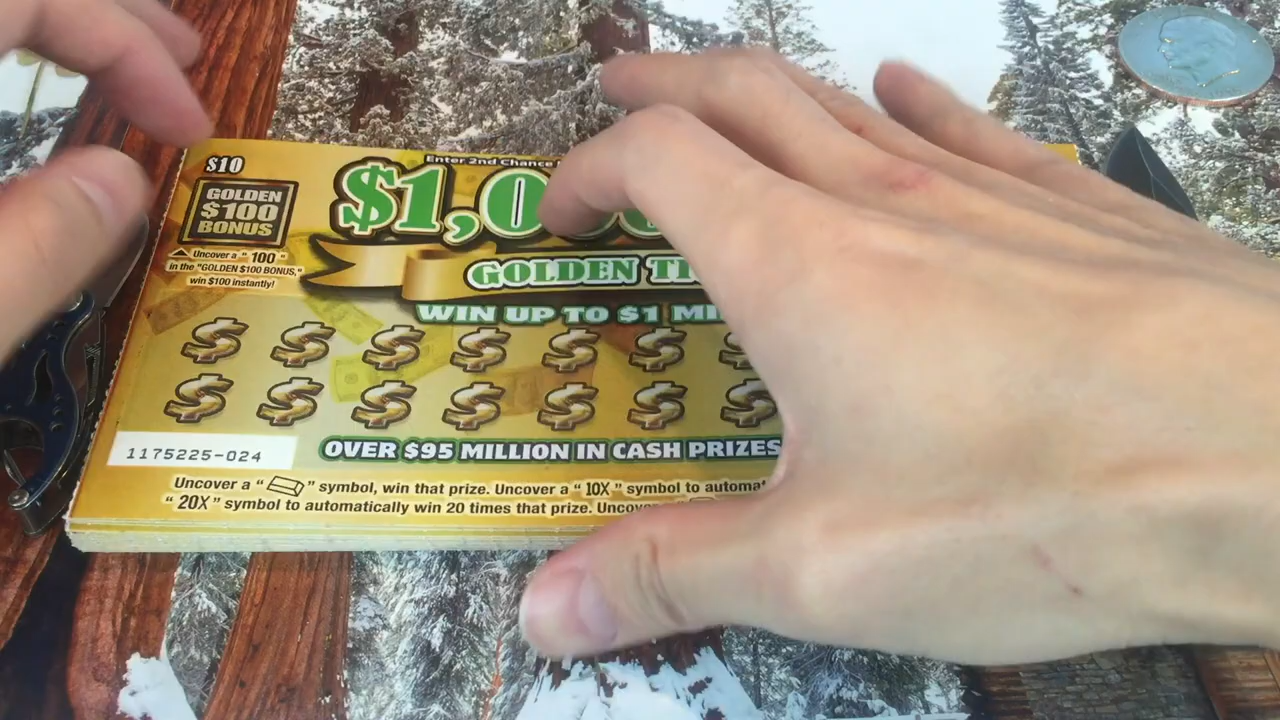 $10
Enter 2nd Chance
GOLDEN
$100
BONUS
$1,0
Uncover a "100"
in the "GOLDEN $100 BONUS,"
win $100 instantly!
GOLDEN
WIN UP TO $1
1175225-024
OVER $95 MILLION IN CASH PRIZES
Uncover a " " symbol, win that prize. Uncover a "10X" symbol to
"20X" symbol to automatically win 20 times that prize.